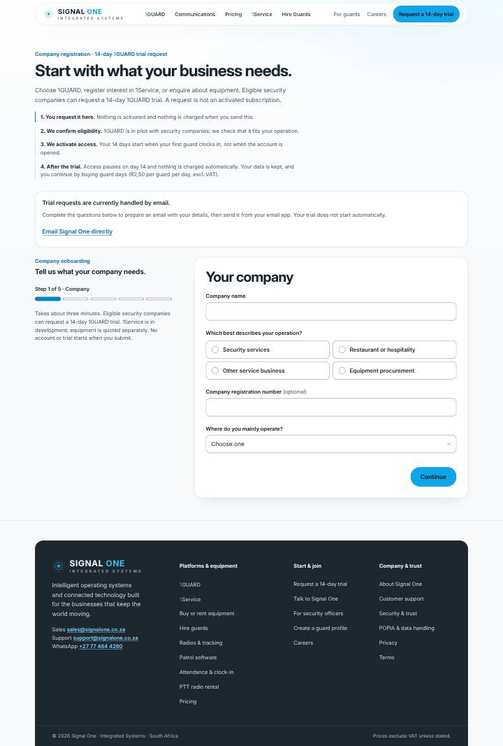 SIGNAL ONE
INTEGRATED SYSTEMS
1GUARD
Communications
Pricing
1Service
Hire Guards
For guards
Careers
Request a 14-day trial
Company registration · 14-day 1GUARD trial request
Start with what your business needs.
Choose 1GUARD, register interest in 1Service, or enquire about equipment. Eligible security
companies can request a 14-day 1GUARD trial. A request is not an activated subscription.
1. You request it here. Nothing is activated and nothing is charged when you send this.
2. We confirm eligibility. 1GUARD is in pilot with security companies; we check that it fits your operation.
3. We activate access. Your 14 days start when your first guard clocks in, not when the account is
opened.
4. After the trial. Access pauses on day 14 and nothing is charged automatically. Your data is kept, and
you continue by buying guard days (R2,50 per guard per day, excl. VAT).
Trial requests are currently handled by email.
Complete the questions below to prepare an email with your details, then send it from your email app. Your trial does not start automatically.
Email Signal One directly
Company onboarding
Tell us what your company needs.
Step 1 of 5 · Company
Takes about three minutes. Eligible security companies
can request a 14-day 1GUARD trial. 1Service is in
development; equipment is quoted separately. No
account or trial starts when you submit.
Your company
Company name
Which best describes your operation?
Security services
Restaurant or hospitality
Other service business
Equipment procurement
Company registration number (optional)
Where do you mainly operate?
Choose one
Continue
SIGNAL ONE
INTEGRATED SYSTEMS
Intelligent operating systems
and connected technology built
for the businesses that keep the
world moving.
Sales sales@signalone.co.za
Support support@signalone.co.za
WhatsApp +27 77 464 4260
Platforms & equipment
1GUARD
1Service
Buy or rent equipment
Hire guards
Radios & tracking
Patrol software
Attendance & clock-in
PTT radio rental
Pricing
Start & join
Request a 14-day trial
Talk to Signal One
For security officers
Create a guard profile
Careers
Company & trust
About Signal One
Customer support
Security & trust
POPIA & data handling
Privacy
Terms
© 2026 Signal One · Integrated Systems · South Africa
Prices exclude VAT unless stated.